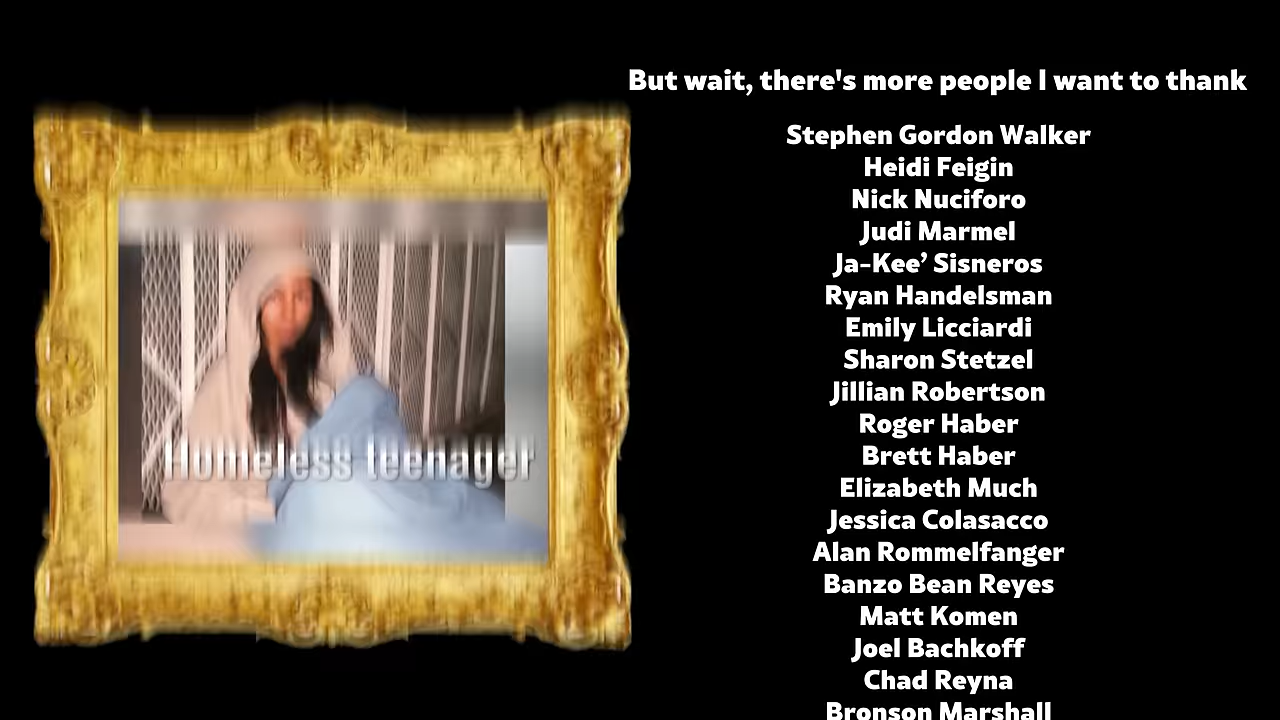 But wait, there's more people I want to thank
Stephen Gordon Walker
Heidi Feigin
Nick Nuciforo
Judi Marmel
Ja-Kee’ Sisneros
Ryan Handelsman
Emily Licciardi
Sharon Stetzel
Jillian Robertson
Roger Haber
Brett Haber
Elizabeth Much
Jessica Colasacco
Alan Rommelfanger
Banzo Bean Reyes
Matt Komen
Joel Bachkoff
Chad Reyna
Bronson Marshall
Homeless teenager